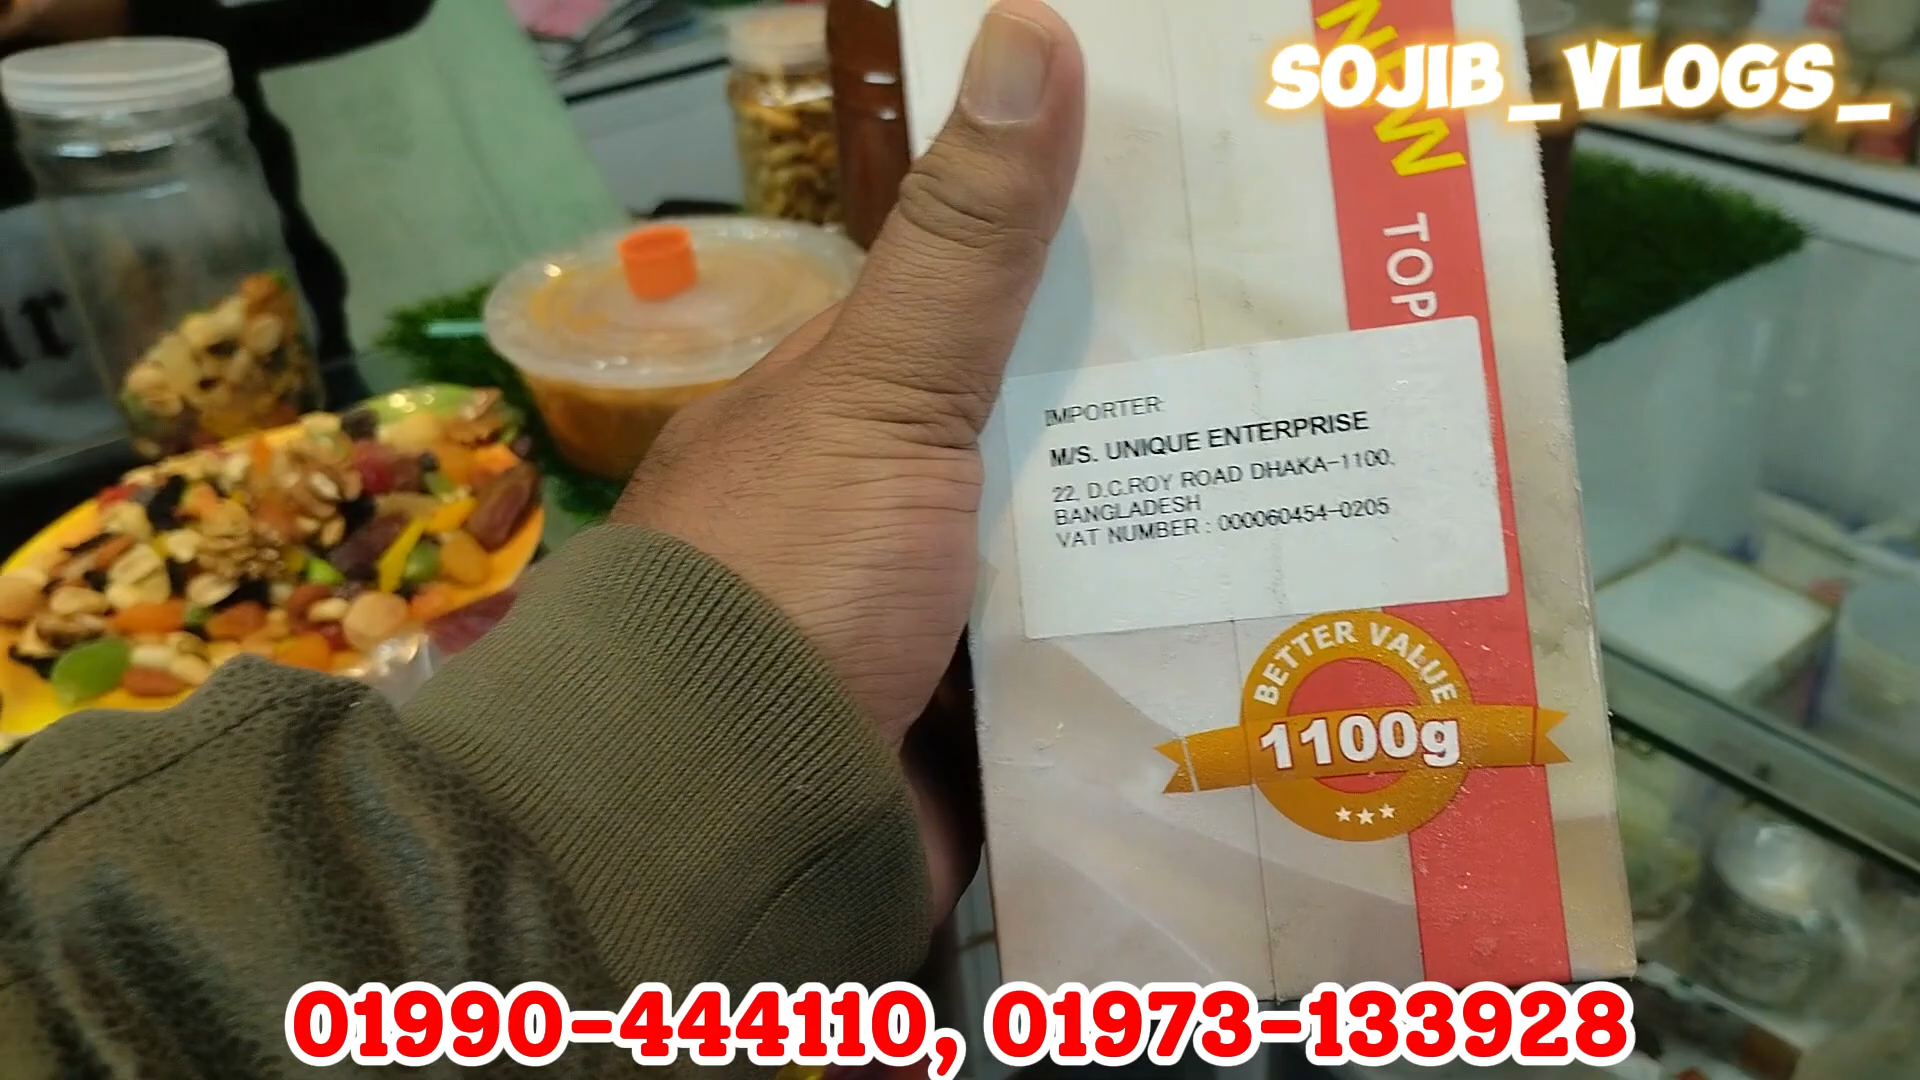 SOJIB_VLOGS_
NEW
TOP
IMPORTER:
M/S. UNIQUE ENTERPRISE
22, D.C.ROY ROAD DHAKA-1100,
BANGLADESH
VAT NUMBER : 000060454-0205
BETTER VALUE
1100g
01990-444110, 01973-133928